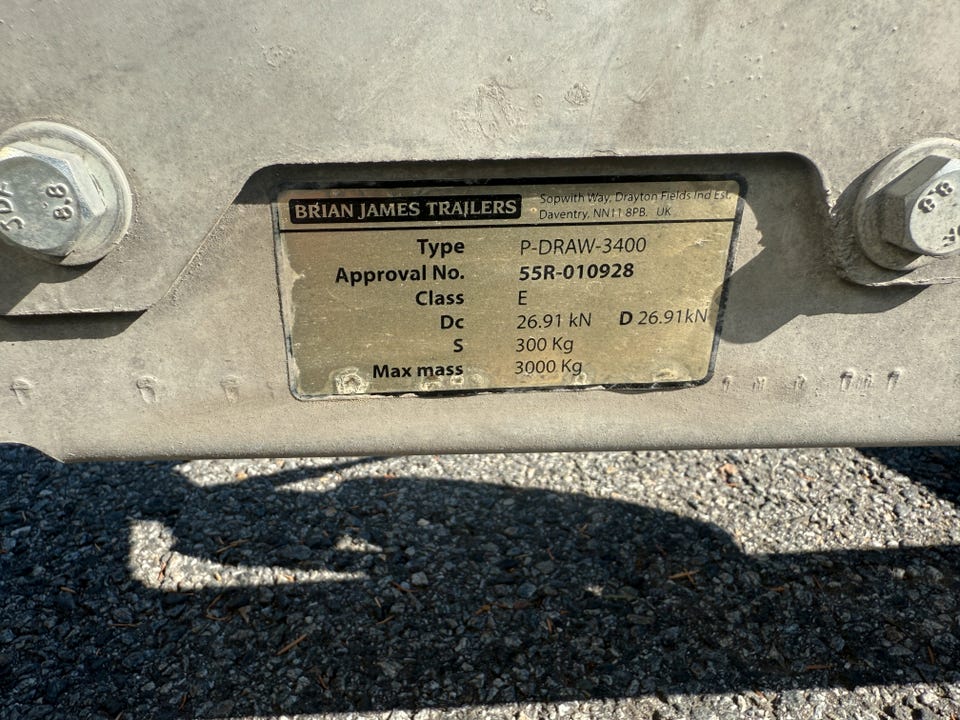 BRIAN JAMES TRAILERS
Sopwith Way, Drayton Fields Ind Est,
Daventry, NN11 8PB. UK
Type P-DRAW-3400
Approval No. 55R-010928
Class E
Dc 26.91 kN D 26.91kN
S 300 Kg
Max mass 3000 Kg
8.8
8.8